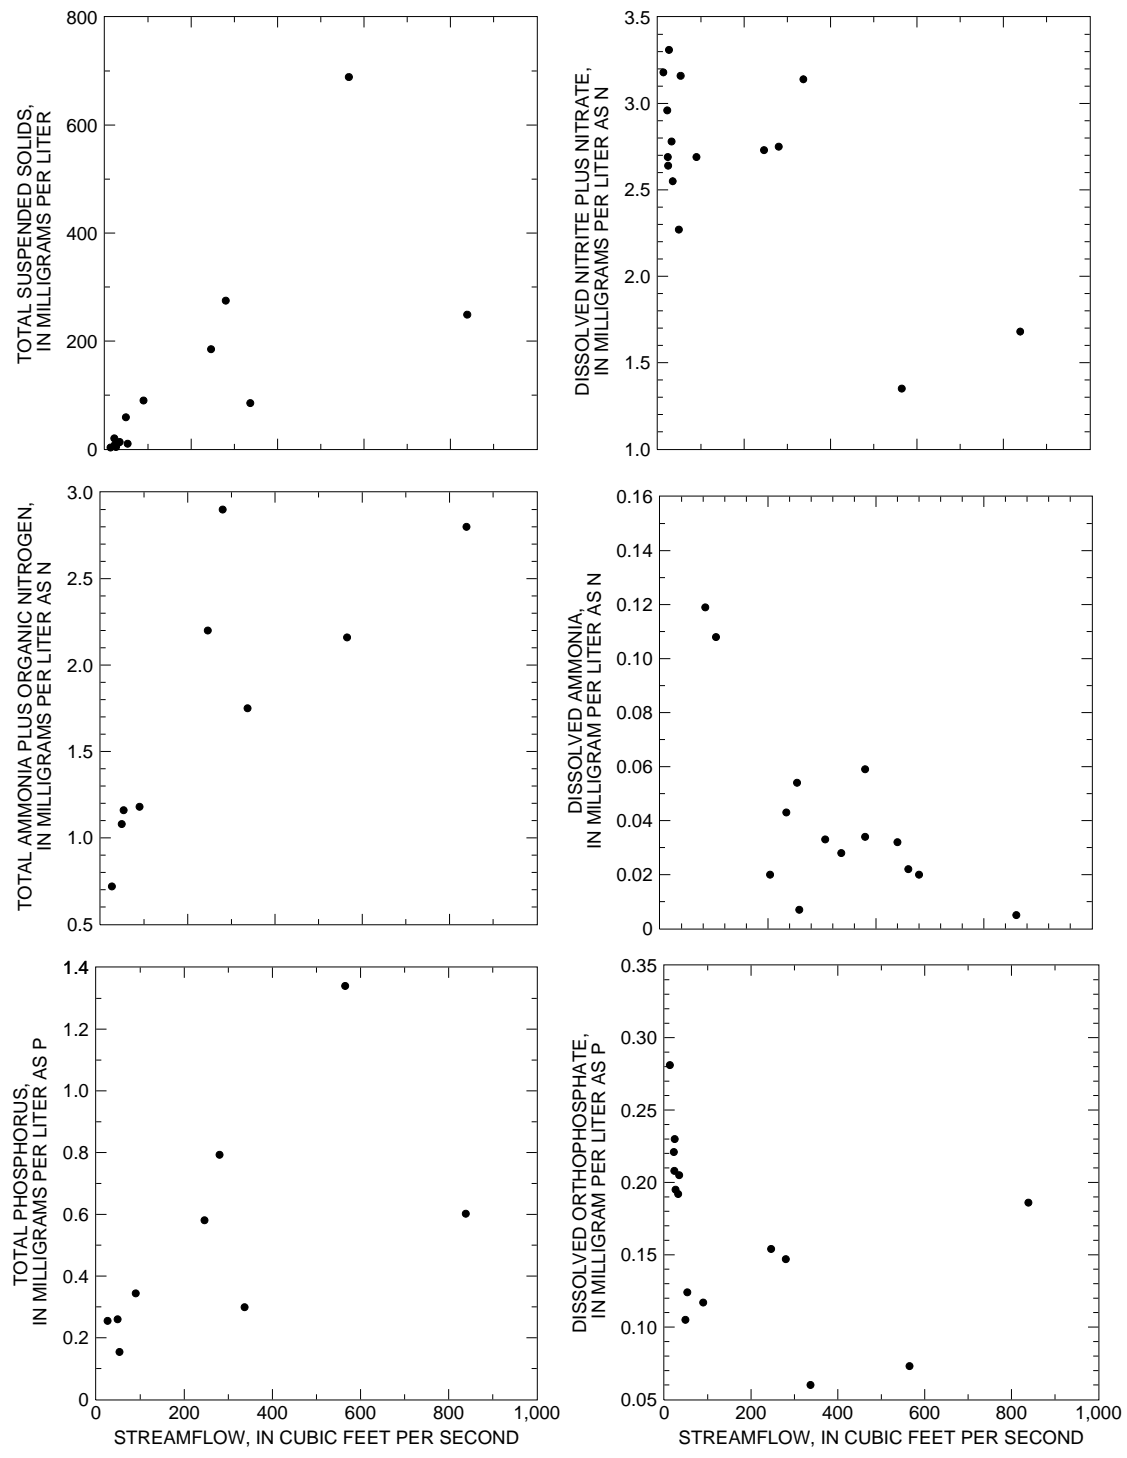 800
600
400
200
0
TOTAL SUSPENDED SOLIDS,
IN MILLIGRAMS PER LITER
3.5
3.0
2.5
2.0
1.5
1.0
DISSOLVED NITRITE PLUS NITRATE,
IN MILLIGRAMS PER LITER AS N
3.0
2.5
2.0
1.5
1.0
0.5
TOTAL AMMONIA PLUS ORGANIC NITROGEN,
IN MILLIGRAMS PER LITER AS N
0.16
0.14
0.12
0.10
0.08
0.06
0.04
0.02
0
DISSOLVED AMMONIA,
IN MILLIGRAM PER LITER AS N
1.4
1.2
1.0
0.8
0.6
0.4
0.2
0
TOTAL PHOSPHORUS,
IN MILLIGRAMS PER LITER AS P
0 200 400 600 800 1,000
STREAMFLOW, IN CUBIC FEET PER SECOND
0.35
0.30
0.25
0.20
0.15
0.10
0.05
DISSOLVED ORTHOPHOSPHATE,
IN MILLIGRAM PER LITER AS P
0 200 400 600 800 1,000
STREAMFLOW, IN CUBIC FEET PER SECOND